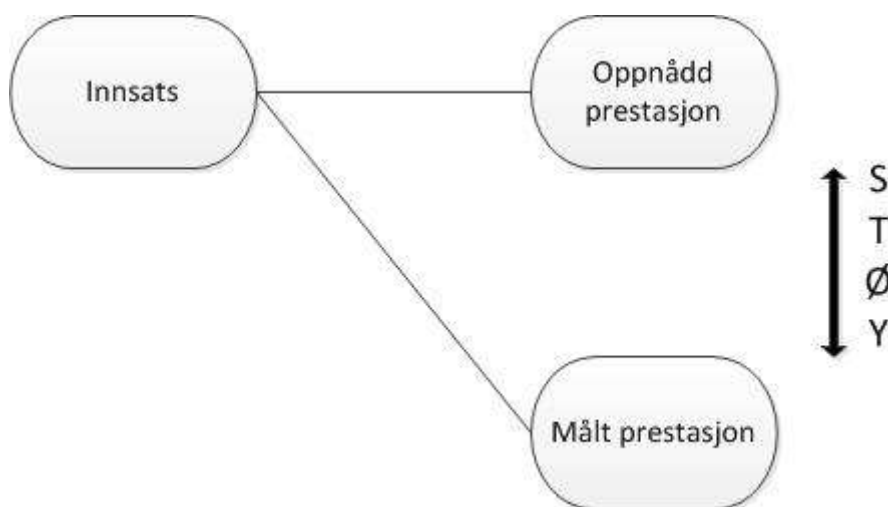 Innsats
Oppnådd
prestasjon
S
T
Ø
Y
Målt prestasjon